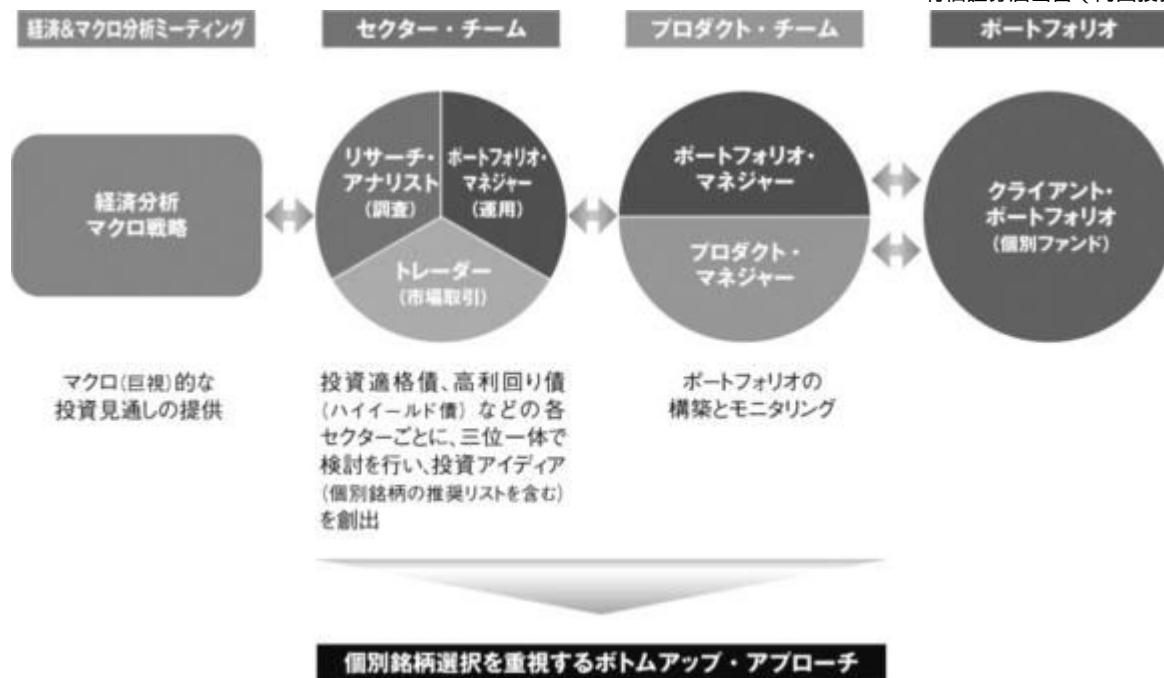 経済&マクロ分析ミーティング
セクター・チーム
プロダクト・チーム
ポートフォリオ
経済分析
マクロ戦略
リサーチ・
アナリスト
(調査)
ポートフォリオ・
マネジャー
(運用)
トレーダー
(市場取引)
ポートフォリオ・
マネジャー
プロダクト・
マネジャー
クライアント・
ポートフォリオ
(個別ファンド)
マクロ(巨視)的な
投資見通しの提供
投資適格債、高利回り債
(ハイイールド債)などの各
セクターごとに、三位一体で
検討を行い、投資アイディア
(個別銘柄の推奨リストを含む)
を創出
ポートフォリオの
構築とモニタリング
個別銘柄選択を重視するボトムアップ・アプローチ